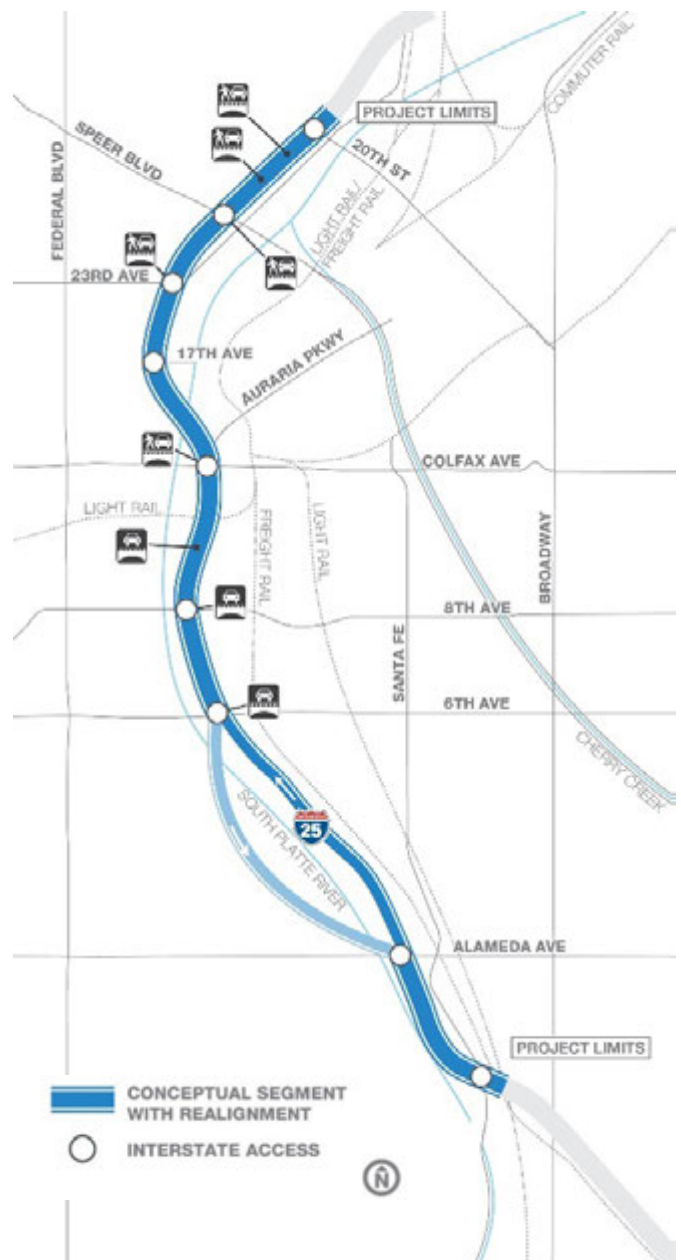 COMMUTER RAIL
PROJECT LIMITS
SPEER BLVD
20TH ST
FEDERAL BLVD
LIGHT RAIL/
FREIGHT RAIL
23RD AVE
17TH AVE
AURARIA PKWY
COLFAX AVE
LIGHT RAIL
FREIGHT RAIL
LIGHT RAIL
BROADWAY
8TH AVE
SANTA FE
6TH AVE
CHERRY CREEK
25
SOUTH PLATTE RIVER
ALAMEDA AVE
PROJECT LIMITS
CONCEPTUAL SEGMENT
WITH REALIGNMENT
INTERSTATE ACCESS
N